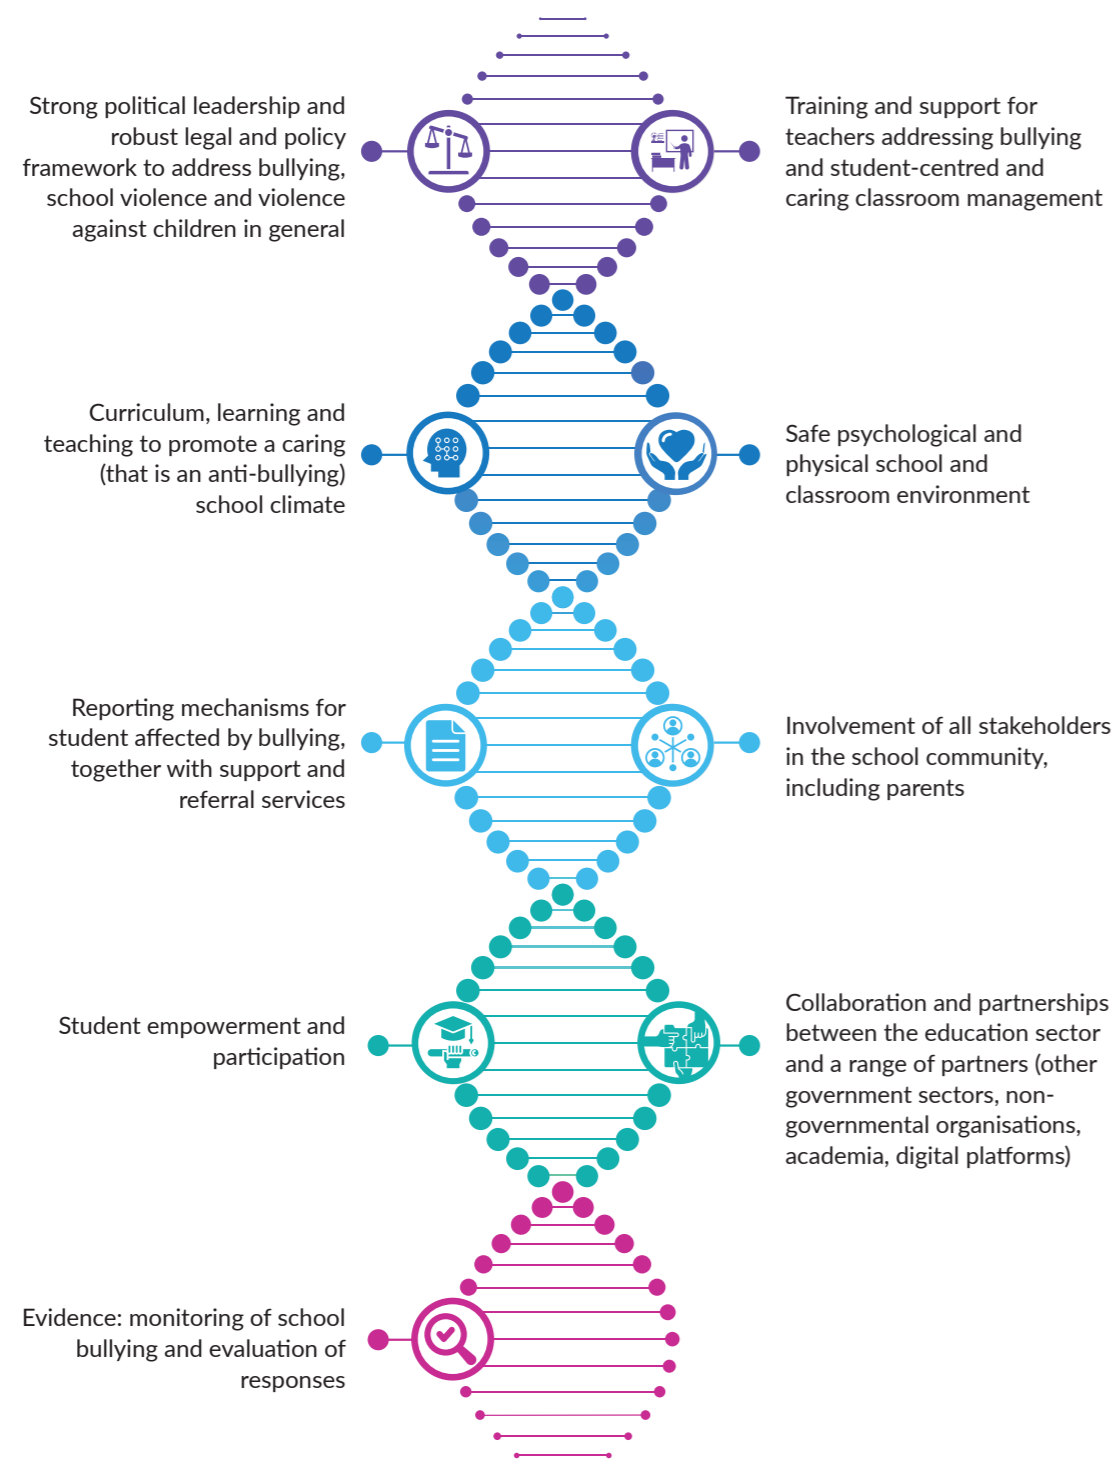 Strong political leadership and
robust legal and policy
framework to address bullying,
school violence and violence
against children in general
Training and support for
teachers addressing bullying
and student-centred and
caring classroom management
Curriculum, learning and
teaching to promote a caring
(that is an anti-bullying)
school climate
Safe psychological and
physical school and
classroom environment
Reporting mechanisms for
student affected by bullying,
together with support and
referral services
Involvement of all stakeholders
in the school community,
including parents
Student empowerment and
participation
Collaboration and partnerships
between the education sector
and a range of partners (other
government sectors, non-
governmental organisations,
academia, digital platforms)
Evidence: monitoring of school
bullying and evaluation of
responses